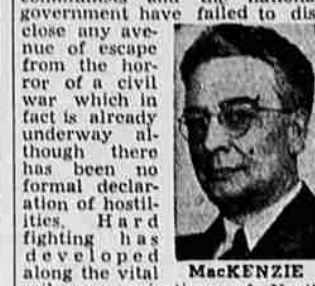 government have failed to dis
close any ave-
nue of escape
from the hor-
ror of a civil
war which in
fact is already
underway al-
though there
has been no
formal declar-
ation of hostil-
ities. Hard
fighting has
developed
along the vital
MacKENZIE